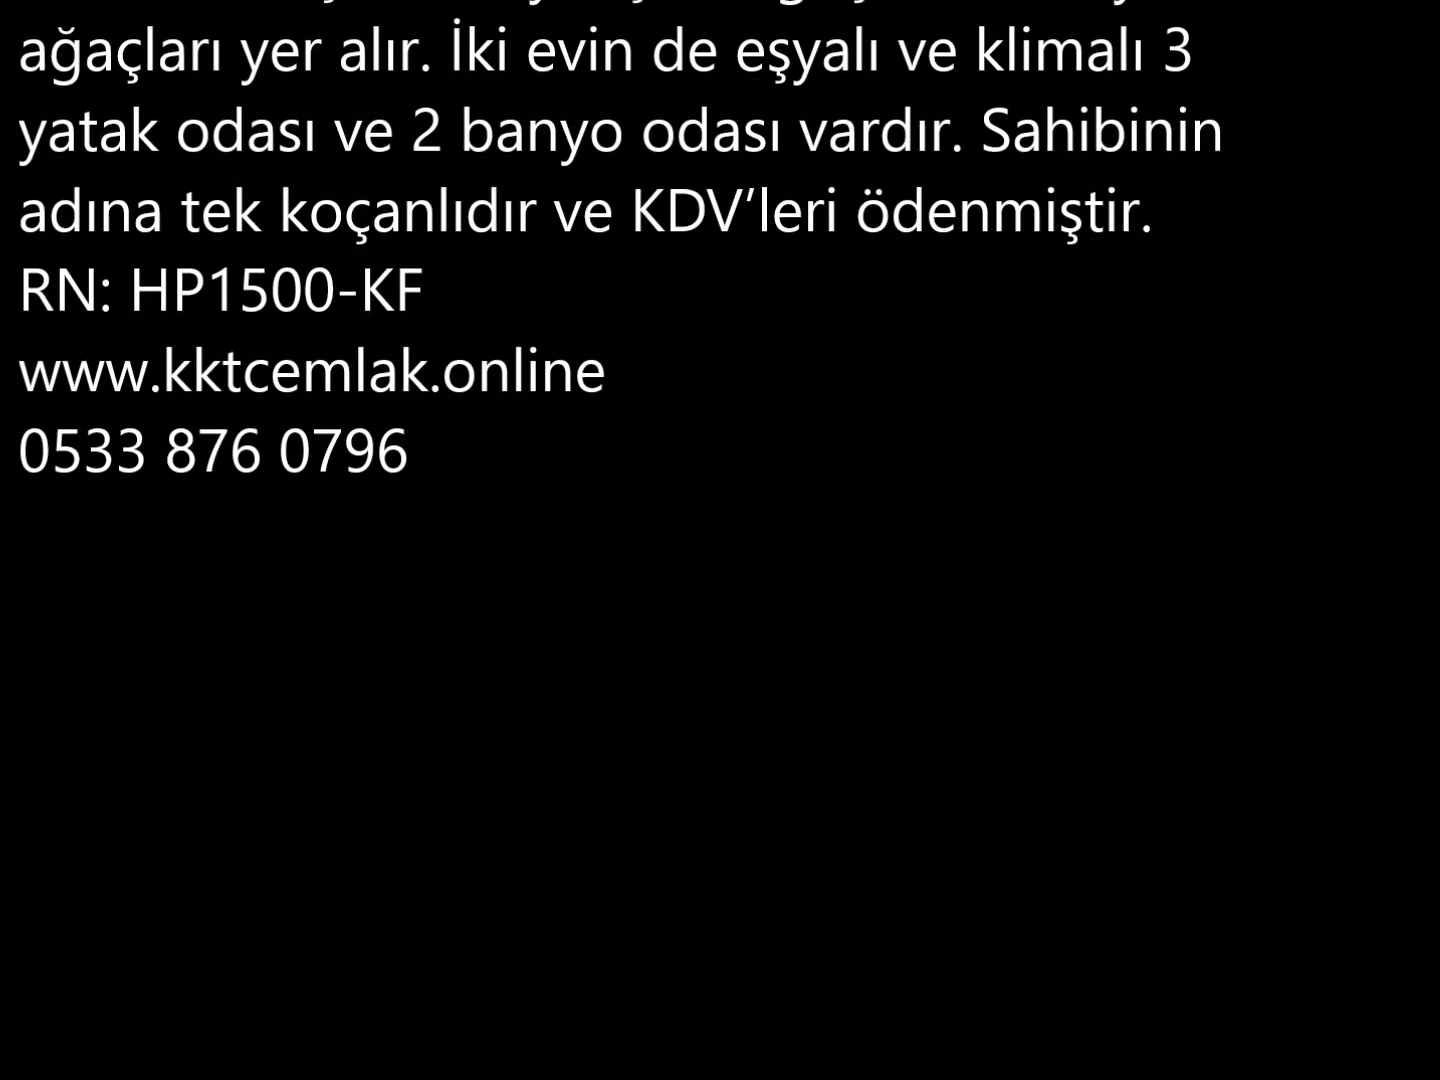 ağaçları yer alır. İki evin de eşyalı ve klimalı 3
yatak odası ve 2 banyo odası vardır. Sahibinin
adına tek koçanlıdır ve KDV’leri ödenmiştir.
RN: HP1500-KF
www.kktcemlak.online
0533 876 0796